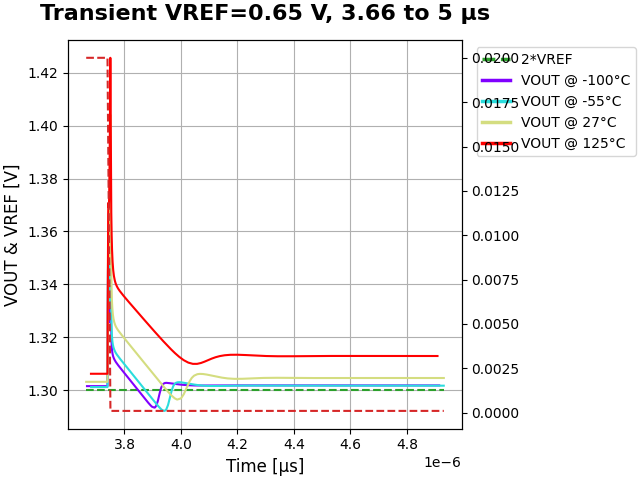 Transient VREF=0.65 V, 3.66 to 5 µs
VOUT & VREF [V]
1.42
1.40
1.38
1.36
1.34
1.32
1.30
3.8
4.0
4.2
4.4
4.6
4.8
1e−6
Time [µs]
0.0200
0.0175
0.0150
0.0125
0.0100
0.0075
0.0050
0.0025
0.0000
2*VREF
VOUT @ -100°C
VOUT @ -55°C
VOUT @ 27°C
VOUT @ 125°C